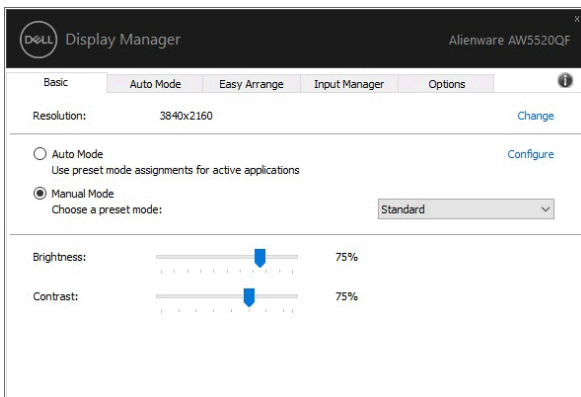 DELL Display Manager Alienware AW5520QF
Basic Auto Mode Easy Arrange Input Manager Options
Resolution: 3840x2160 Change
Auto Mode Configure
Use preset mode assignments for active applications
Manual Mode
Choose a preset mode: Standard
Brightness: 75%
Contrast: 75%